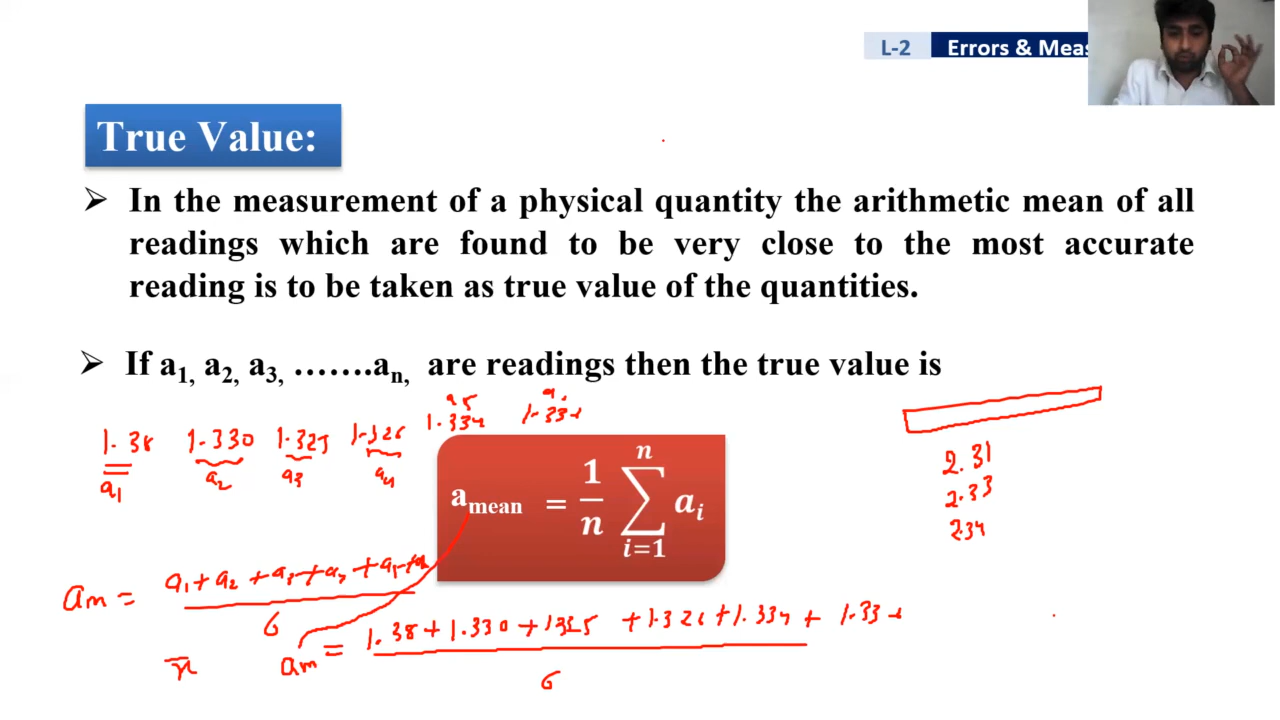 L-2 Errors & Meas
True Value:
➢ In the measurement of a physical quantity the arithmetic mean of all
readings which are found to be very close to the most accurate
reading is to be taken as true value of the quantities.
➢ If a1, a2, a3, …….an, are readings then the true value is
a5
1.38 1.330 1.325 1.326 1.334 1.33
a1 a2 a3 a4
amean = 1/n ∑ i=1 n ai
2.31
2.33
2.34
am = a1 + a2 + a3 +
6
am = 1.38 + 1.330 + 1.325 + 1.326 + 1.334 + 1.33
6
x̄